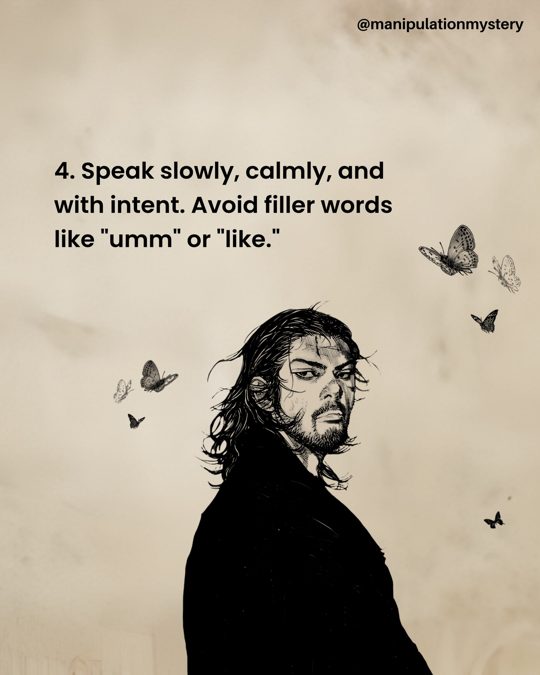 @manipulationmystery
4. Speak slowly, calmly, and
with intent. Avoid filler words
like "umm" or "like."